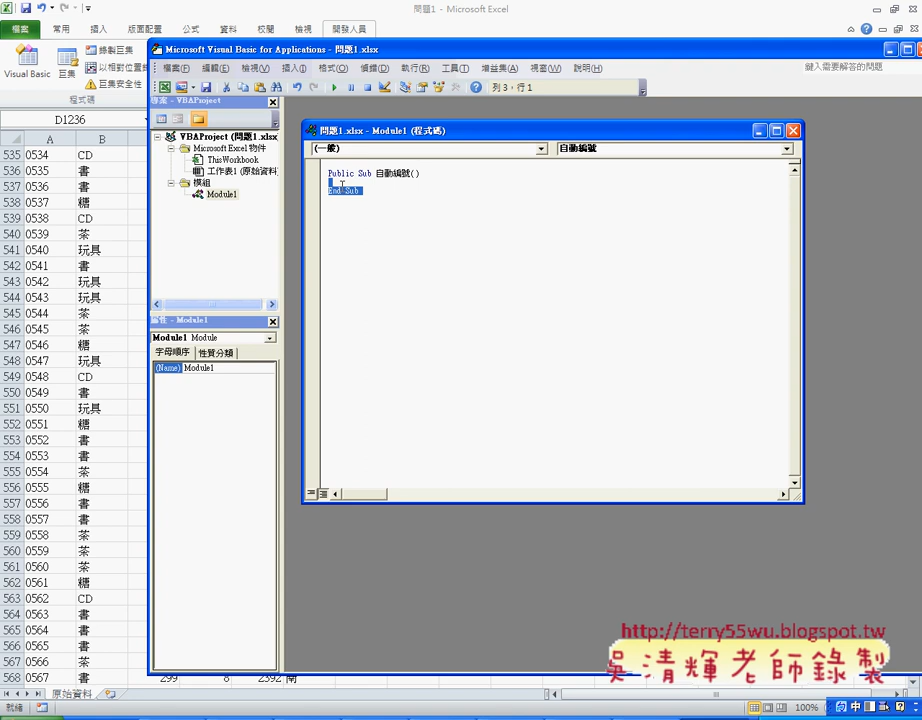 問題1 - Microsoft Excel
檔案 常用 插入 版面配置 公式 資料 校閱 檢視 開發人員
Visual Basic 巨集 錄製巨集
以相對位置錄
巨集安全性
程式碼
D1236
A B
535 0534 CD
536 0535 書
537 0536 書
538 0537 糖
539 0538 CD
540 0539 茶
541 0540 玩具
542 0541 書
543 0542 玩具
544 0543 玩具
545 0544 茶
546 0545 茶
547 0546 糖
548 0547 玩具
549 0548 CD
550 0549 書
551 0550 玩具
552 0551 糖
553 0552 書
554 0553 書
555 0554 茶
556 0555 糖
557 0556 書
558 0557 書
559 0558 茶
560 0559 茶
561 0560 茶
562 0561 糖
563 0562 CD
564 0563 書
565 0564 書
566 0565 書
567 0566 茶
568 0567 書 299 8 2392 南
原始資料
就緒 100%
Microsoft Visual Basic for Applications - 問題1.xlsx
檔案(F) 編輯(E) 檢視(V) 插入(I) 格式(O) 偵錯(D) 執行(R) 工具(T) 增益集(A) 視窗(W) 說明(H)
鍵入需要解答的問題
列 3，行 1
專案 - VBAProject
VBAProject (問題1.xlsx)
Microsoft Excel 物件
ThisWorkbook
工作表1 (原始資料)
模組
Module1
屬性 - Module1
Module1 Module
字母順序 性質分類
(Name) Module1
問題1.xlsx - Module1 (程式碼)
(一般) 自動編號
Public Sub 自動編號()
End Sub
http://terry55wu.blogspot.tw
吳清輝老師錄製